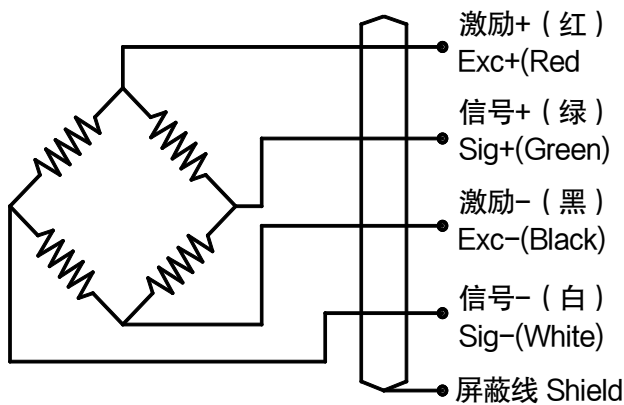 激励+（红）
Exc+(Red
信号+（绿）
Sig+(Green)
激励-（黑）
Exc-(Black)
信号-（白）
Sig-(White)
屏蔽线 Shield